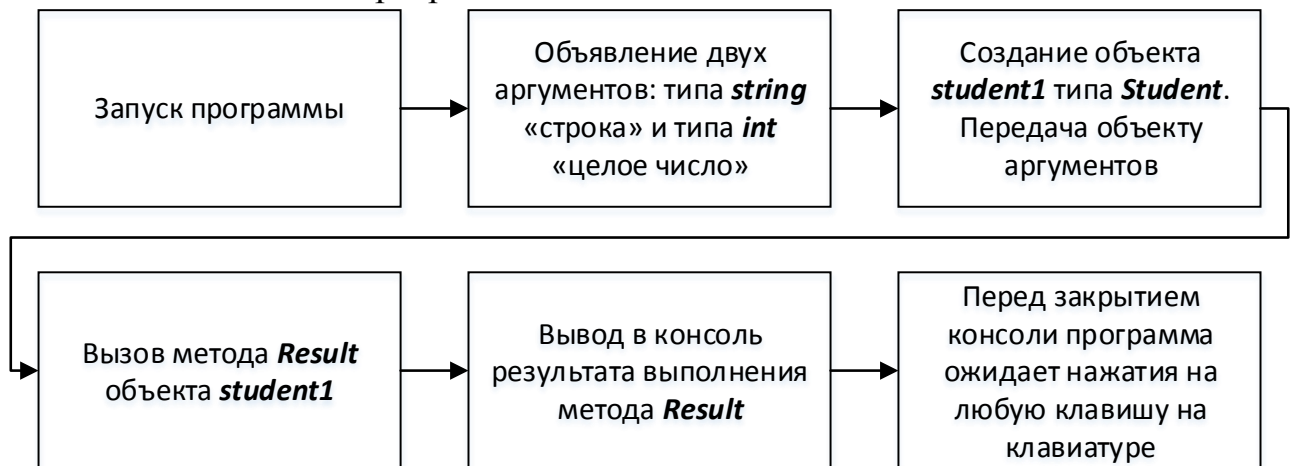 Запуск программы
Объявление двух
аргументов: типа string
«строка» и типа int
«целое число»
Создание объекта
student1 типа Student.
Передача объекту
аргументов
Вызов метода Result
объекта student1
Вывод в консоль
результата выполнения
метода Result
Перед закрытием
консоли программа
ожидает нажатия на
любую клавишу на
клавиатуре